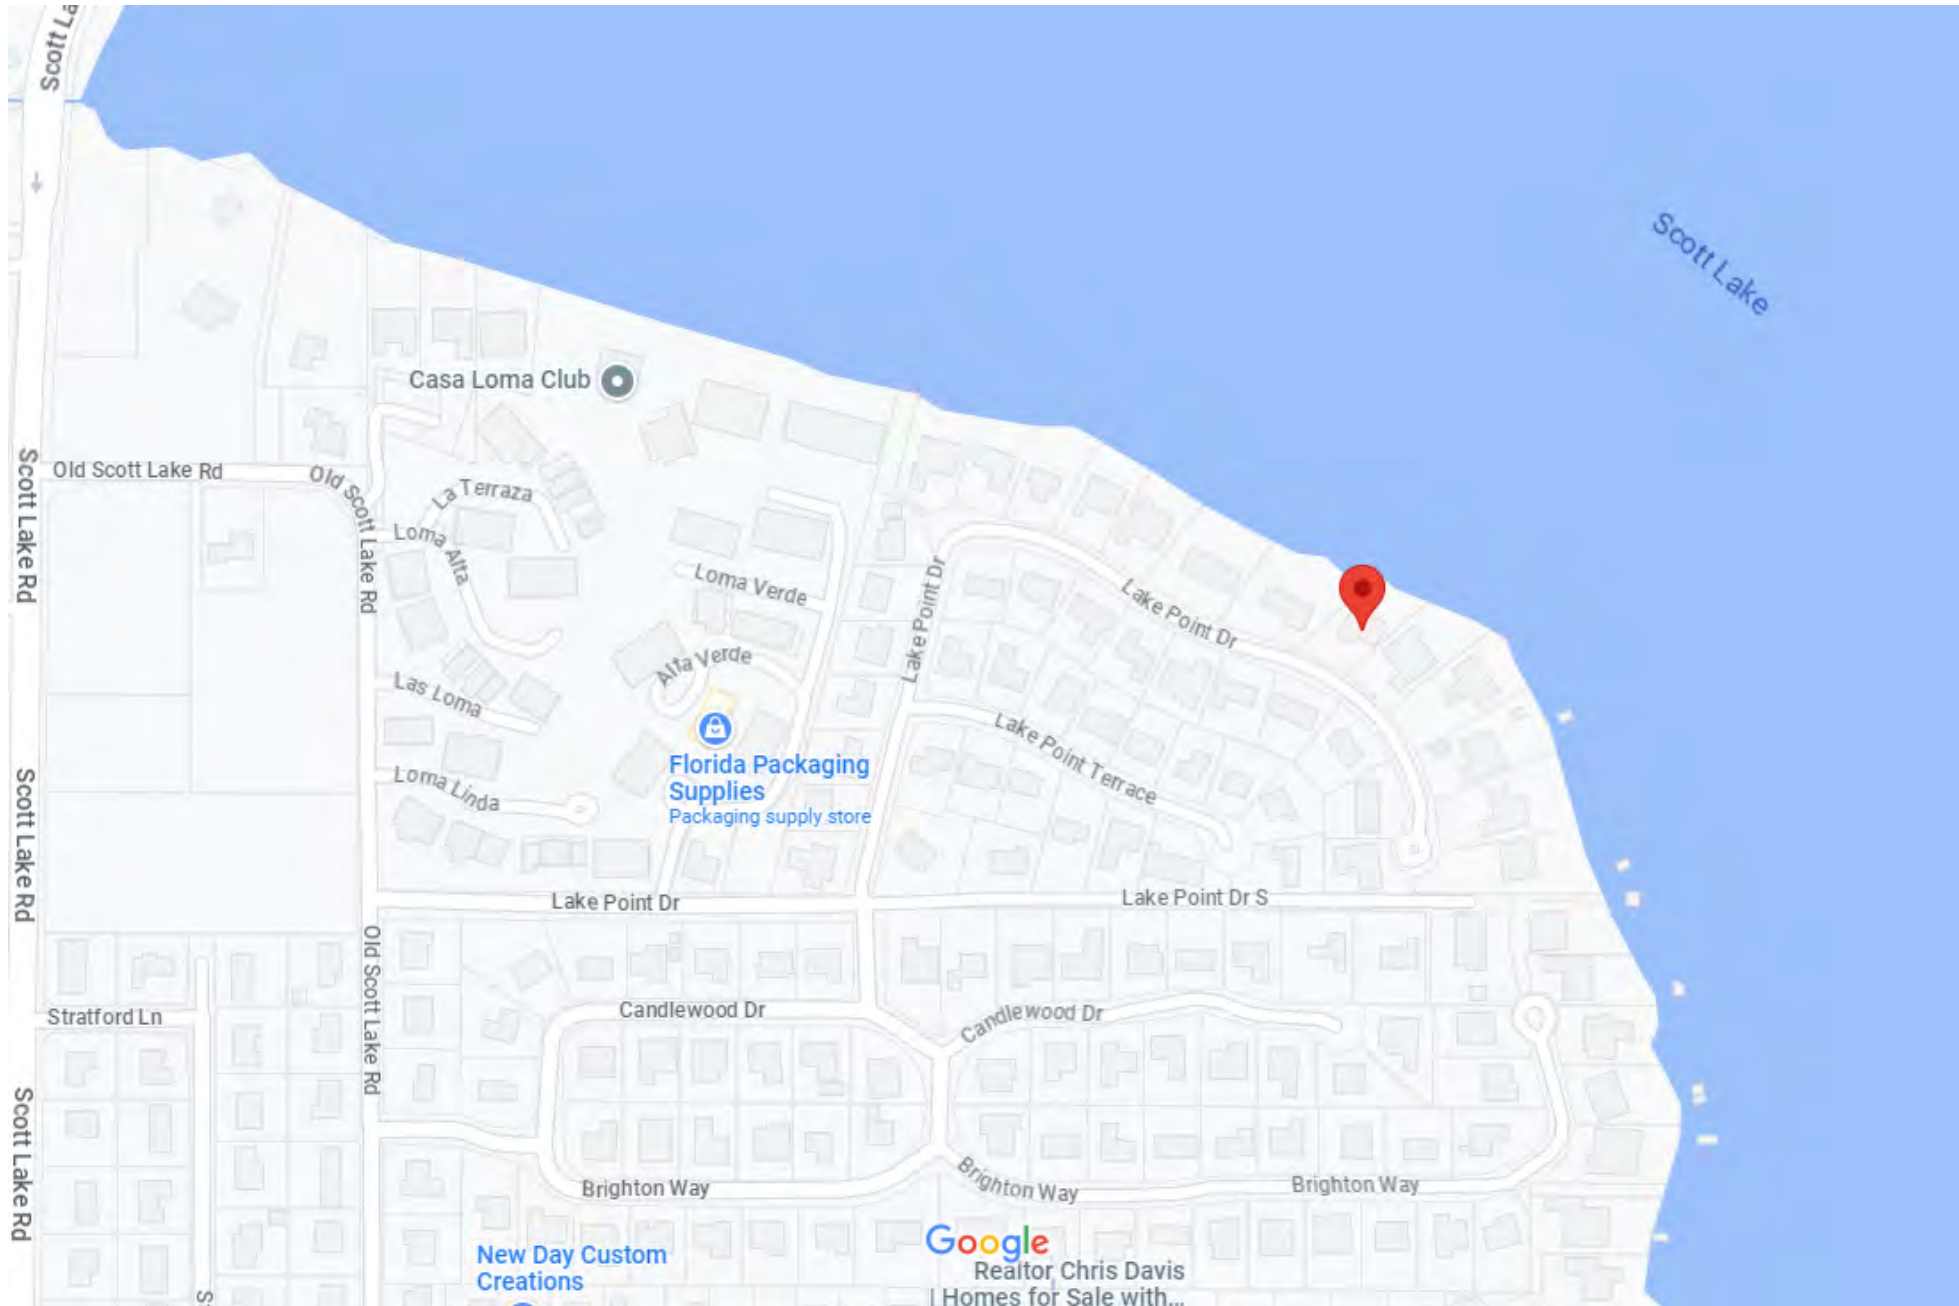 Scott La
Scott Lake
Casa Loma Club
Old Scott Lake Rd
Old Scott Lake Rd
La Terraza
Scott Lake Rd
Loma Alta
Loma Verde
Lake Point Dr
Lake Point Dr
Alta Verde
Las Loma
Lake Point Terrace
Florida Packaging
Supplies
Packaging supply store
Loma Linda
Scott Lake Rd
Lake Point Dr
Lake Point Dr S
Old Scott Lake Rd
Stratford Ln
Candlewood Dr
Candlewood Dr
Scott Lake Rd
Brighton Way
Brighton Way
Brighton Way
Google
New Day Custom
Creations
Realtor Chris Davis
| Homes for Sale with...
S